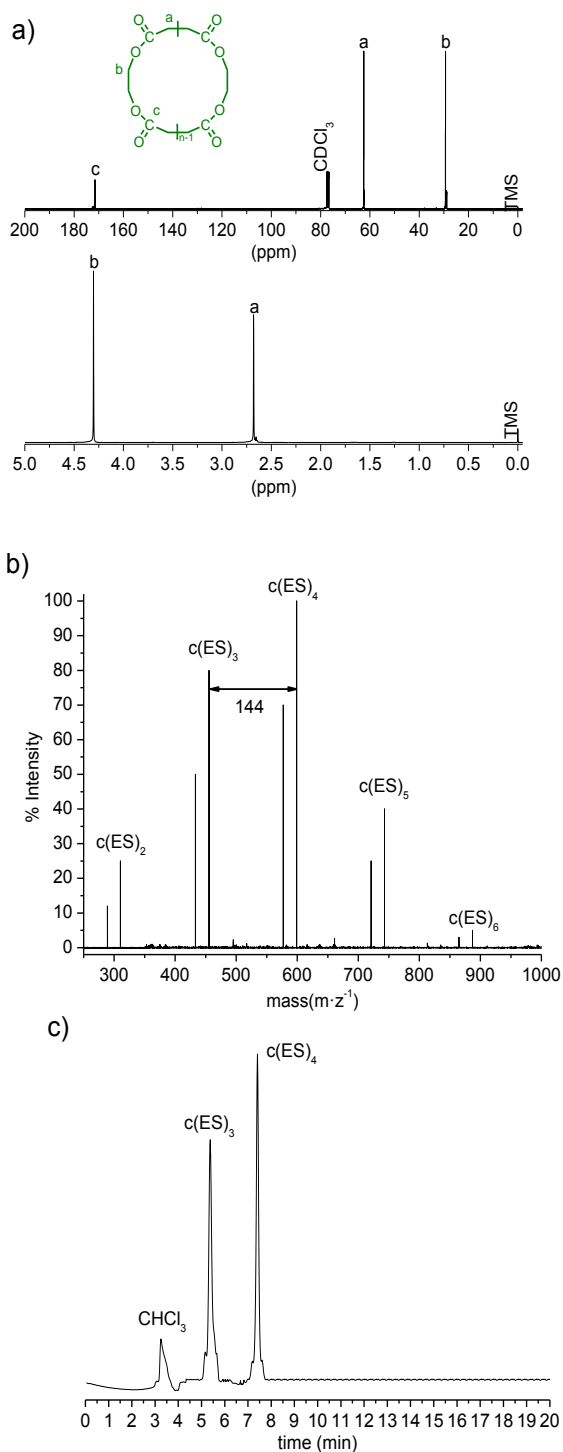 a)
O a O
C C
O O
b
O O
c
C C
O n-1 O
a b
CDCl3
c
TMS
200 180 160 140 120 100 80 60 40 20 0
(ppm)
b
a
TMS
5.0 4.5 4.0 3.5 3.0 2.5 2.0 1.5 1.0 0.5 0.0
(ppm)
b)
c(ES)4
c(ES)3
144
c(ES)5
c(ES)2
c(ES)6
% Intensity
100
90
80
70
60
50
40
30
20
10
0
300 400 500 600 700 800 900 1000
mass(m·z-1)
c)
c(ES)4
c(ES)3
CHCl3
0 1 2 3 4 5 6 7 8 9 10 11 12 13 14 15 16 17 18 19 20
time (min)